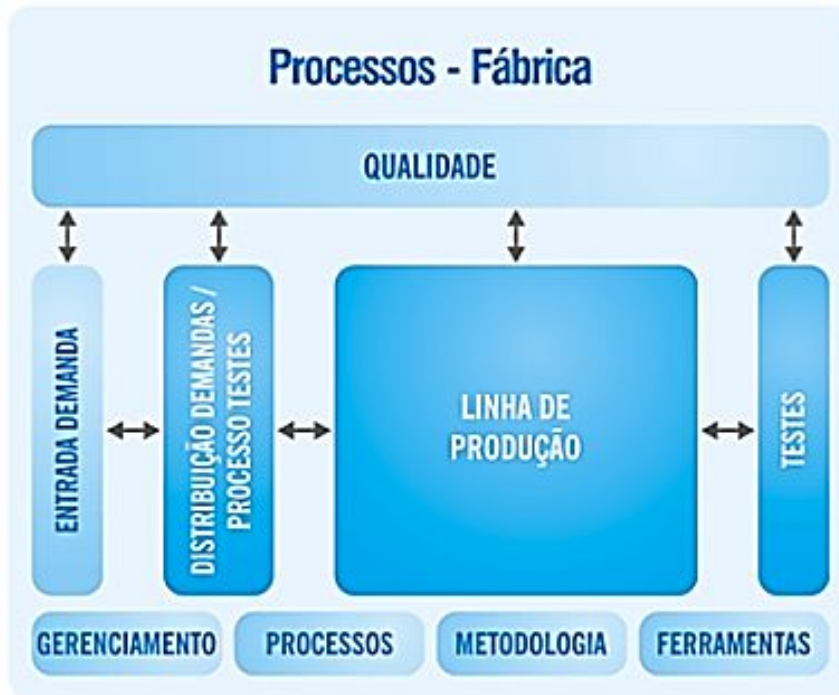 Processos - Fábrica
QUALIDADE
ENTRADA DEMANDA
DISTRIBUIÇÃO DEMANDAS /
PROCESSO TESTES
LINHA DE
PRODUÇÃO
TESTES
GERENCIAMENTO
PROCESSOS
METODOLOGIA
FERRAMENTAS